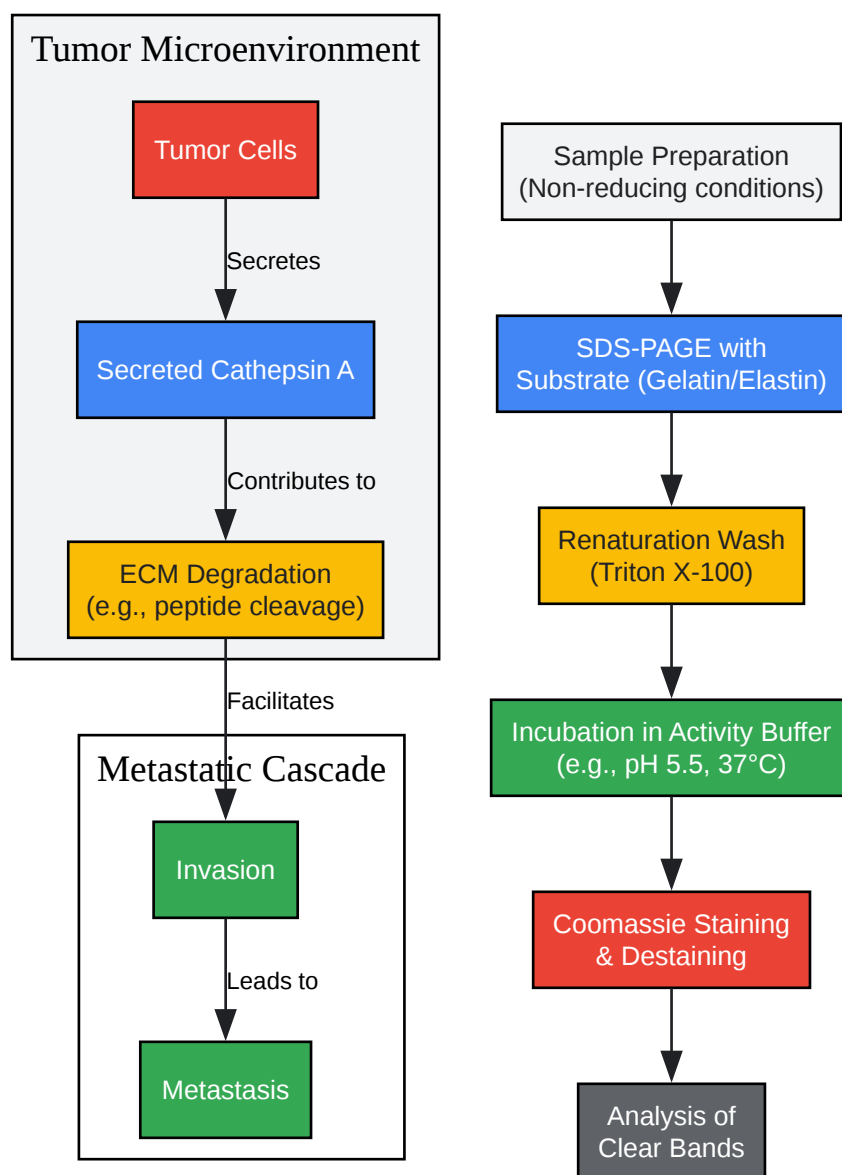 Tumor Microenvironment
Tumor Cells
Secretes
Secreted Cathepsin A
Contributes to
ECM Degradation
(e.g., peptide cleavage)
Facilitates
Metastatic Cascade
Invasion
Leads to
Metastasis
Sample Preparation
(Non-reducing conditions)
SDS-PAGE with
Substrate (Gelatin/Elastin)
Renaturation Wash
(Triton X-100)
Incubation in Activity Buffer
(e.g., pH 5.5, 37°C)
Coomassie Staining
& Destaining
Analysis of
Clear Bands